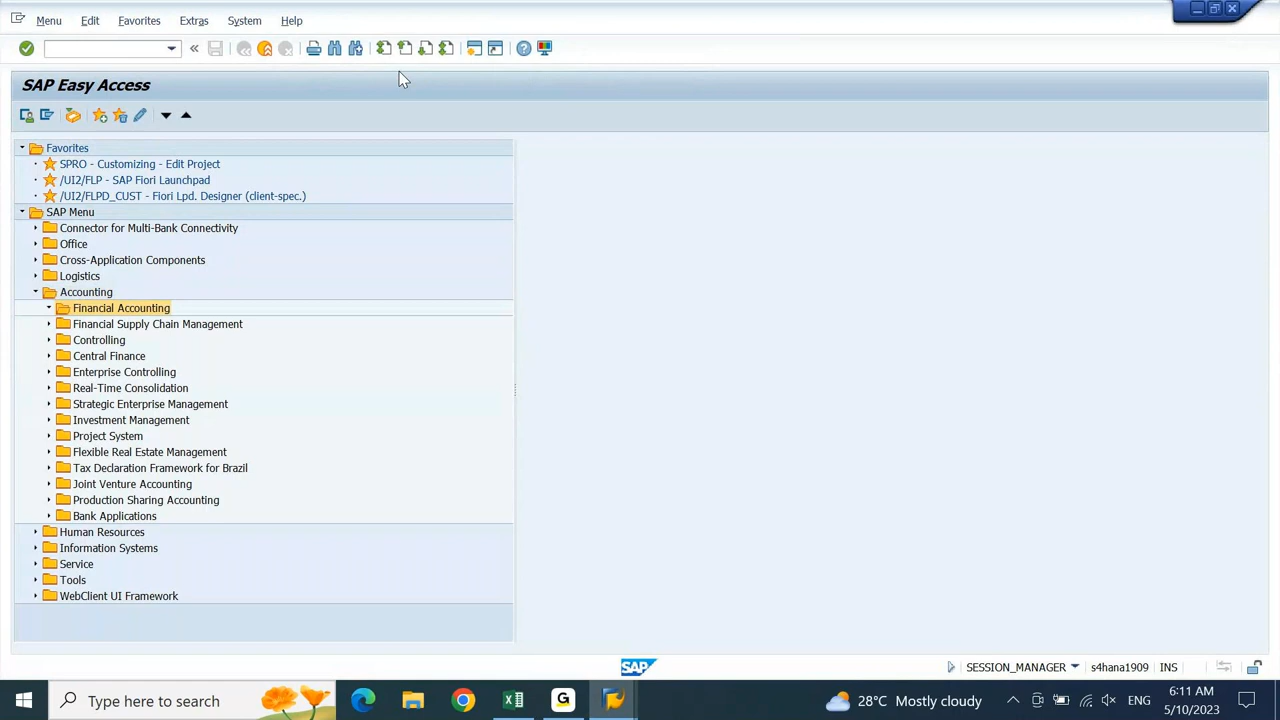 Menu Edit Favorites Extras System Help
SAP Easy Access
Favorites
SPRO - Customizing - Edit Project
/UI2/FLP - SAP Fiori Launchpad
/UI2/FLPD_CUST - Fiori Lpd. Designer (client-spec.)
SAP Menu
Connector for Multi-Bank Connectivity
Office
Cross-Application Components
Logistics
Accounting
Financial Accounting
Financial Supply Chain Management
Controlling
Central Finance
Enterprise Controlling
Real-Time Consolidation
Strategic Enterprise Management
Investment Management
Project System
Flexible Real Estate Management
Tax Declaration Framework for Brazil
Joint Venture Accounting
Production Sharing Accounting
Bank Applications
Human Resources
Information Systems
Service
Tools
WebClient UI Framework
SAP SESSION_MANAGER s4hana1909 INS
Type here to search 28°C Mostly cloudy ENG 6:11 AM
5/10/2023